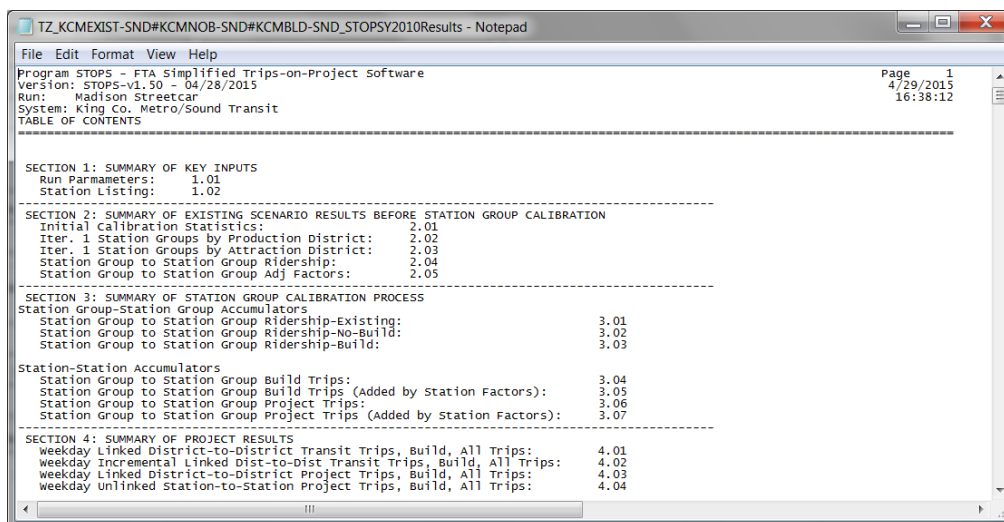 TZ_KCMEXIST-SND#KCMNOB-SND#KCMBLD-SND_STOPSY2010Results - Notepad
File Edit Format View Help
Program STOPS - FTA Simplified Trips-on-Project Software Page 1
Version: STOPS-v1.50 - 04/28/2015 4/29/2015
Run: Madison Streetcar 16:38:12
System: King Co. Metro/Sound Transit
TABLE OF CONTENTS
SECTION 1: SUMMARY OF KEY INPUTS
Run Parmameters: 1.01
Station Listing: 1.02
SECTION 2: SUMMARY OF EXISTING SCENARIO RESULTS BEFORE STATION GROUP CALIBRATION
Initial Calibration Statistics: 2.01
Iter. 1 Station Groups by Production District: 2.02
Iter. 1 Station Groups by Attraction District: 2.03
Station Group to Station Group Ridership: 2.04
Station Group to Station Group Adj Factors: 2.05
SECTION 3: SUMMARY OF STATION GROUP CALIBRATION PROCESS
Station Group-Station Group Accumulators
Station Group to Station Group Ridership-Existing: 3.01
Station Group to Station Group Ridership-No-Build: 3.02
Station Group to Station Group Ridership-Build: 3.03
Station-Station Accumulators
Station Group to Station Group Build Trips: 3.04
Station Group to Station Group Build Trips (Added by Station Factors): 3.05
Station Group to Station Group Project Trips: 3.06
Station Group to Station Group Project Trips (Added by Station Factors): 3.07
SECTION 4: SUMMARY OF PROJECT RESULTS
Weekday Linked District-to-District Transit Trips, Build, All Trips: 4.01
Weekday Incremental Linked Dist-to-Dist Transit Trips, Build, All Trips: 4.02
Weekday Linked District-to-District Project Trips, Build, All Trips: 4.03
Weekday Unlinked Station-to-Station Project Trips, Build, All Trips: 4.04